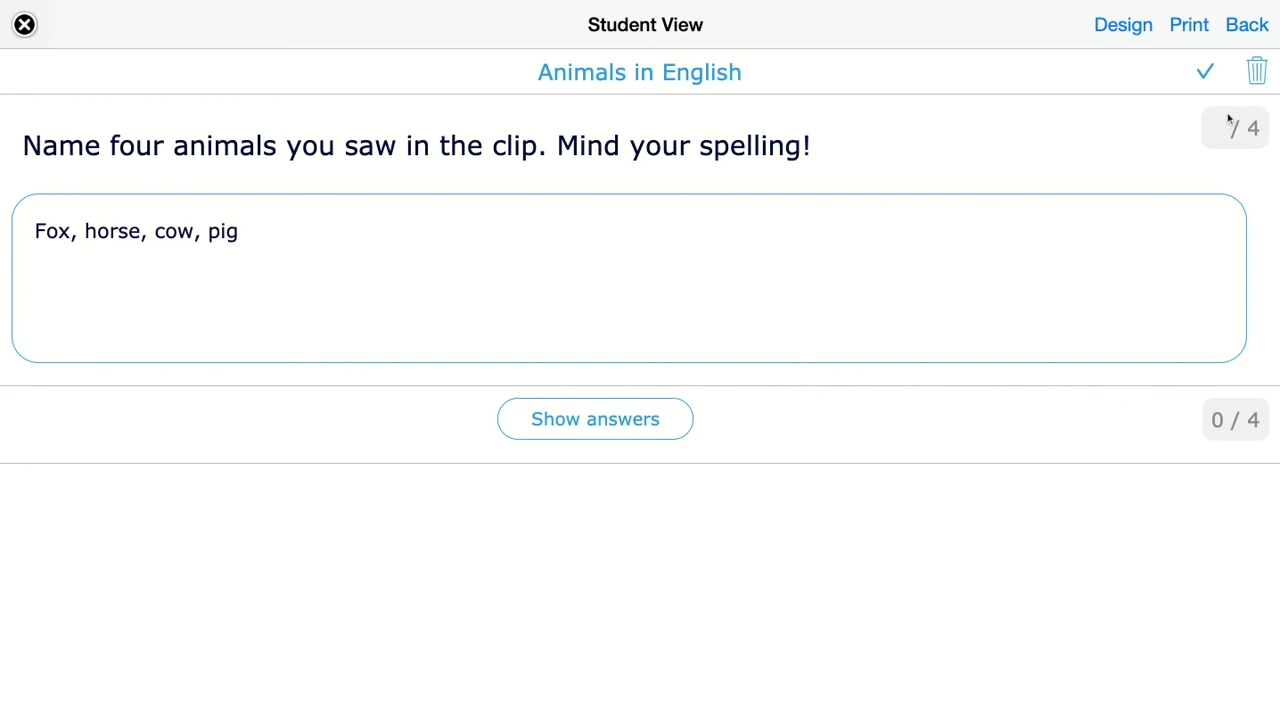 Student View
Design Print Back
Animals in English
Name four animals you saw in the clip. Mind your spelling!
/ 4
Fox, horse, cow, pig
Show answers
0 / 4